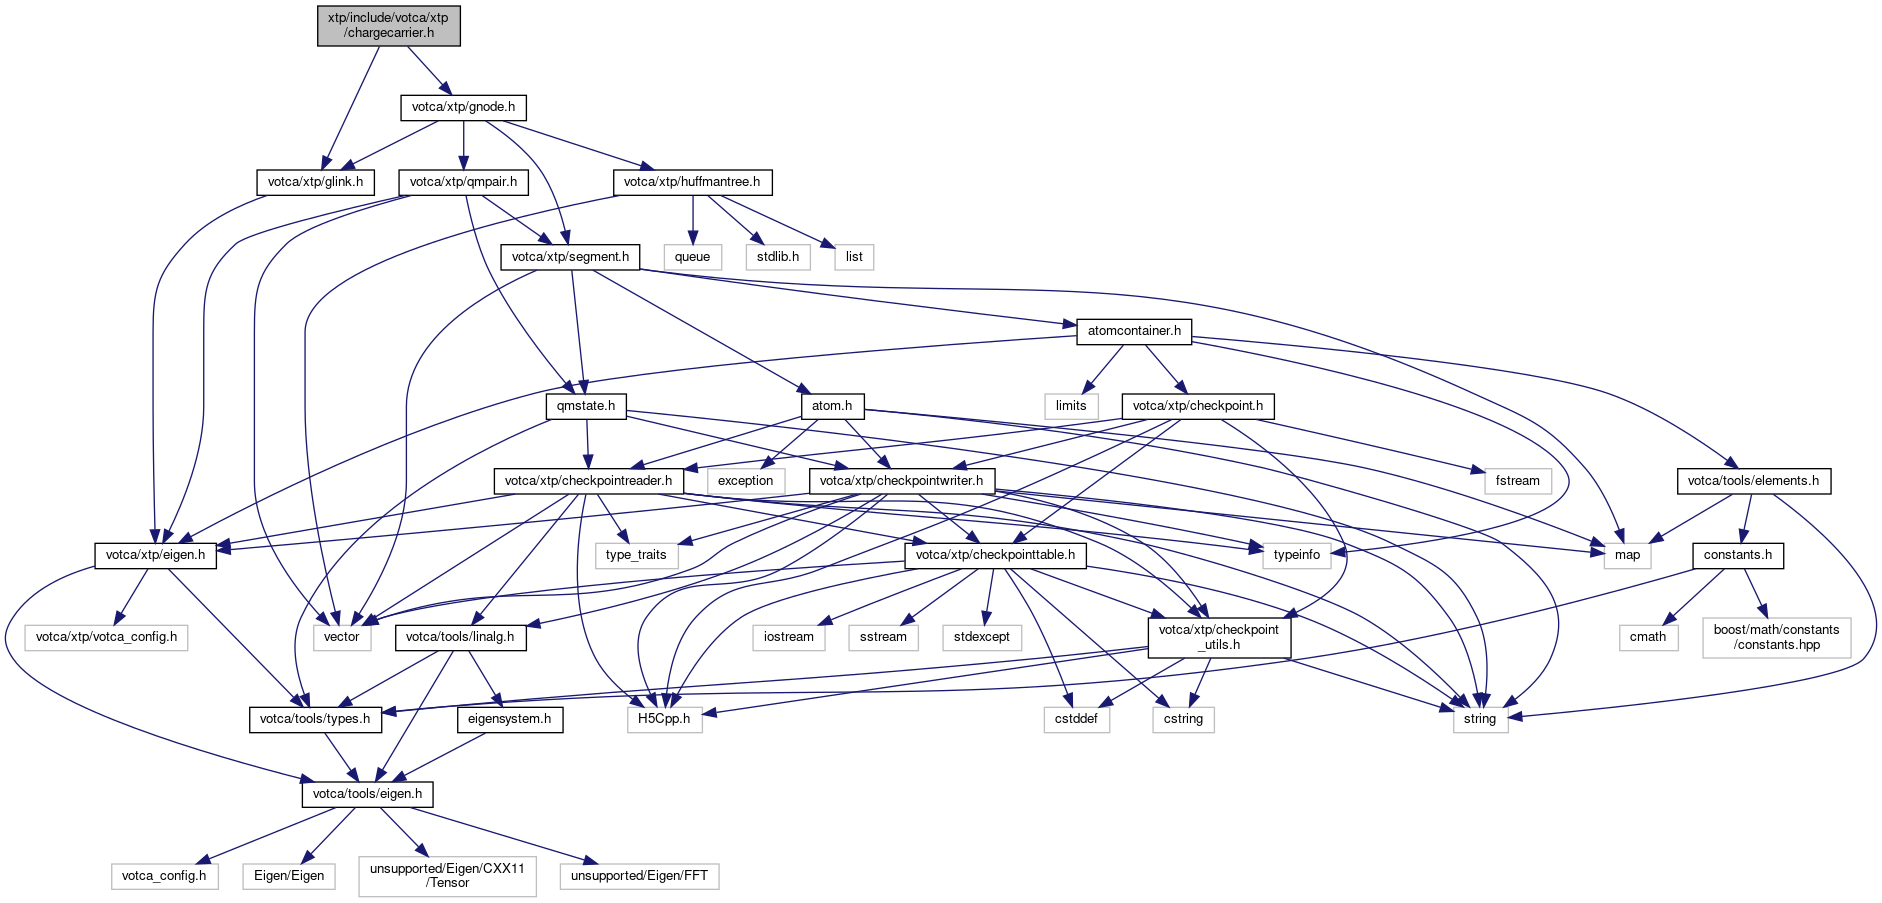 xtp/include/votca/xtp
/chargecarrier.h
votca/xtp/gnode.h
votca/xtp/glink.h
votca/xtp/qmpair.h
votca/xtp/huffmantree.h
votca/xtp/segment.h
queue
stdlib.h
list
atomcontainer.h
qmstate.h
atom.h
limits
votca/xtp/checkpoint.h
votca/xtp/checkpointreader.h
exception
votca/xtp/checkpointwriter.h
fstream
votca/tools/elements.h
votca/xtp/eigen.h
type_traits
votca/xtp/checkpointtable.h
typeinfo
map
constants.h
votca/xtp/votca_config.h
vector
votca/tools/linalg.h
iostream
sstream
stdexcept
votca/xtp/checkpoint
_utils.h
cmath
boost/math/constants
/constants.hpp
votca/tools/types.h
eigensystem.h
H5Cpp.h
cstddef
cstring
string
votca/tools/eigen.h
votca_config.h
Eigen/Eigen
unsupported/Eigen/CXX11
/Tensor
unsupported/Eigen/FFT